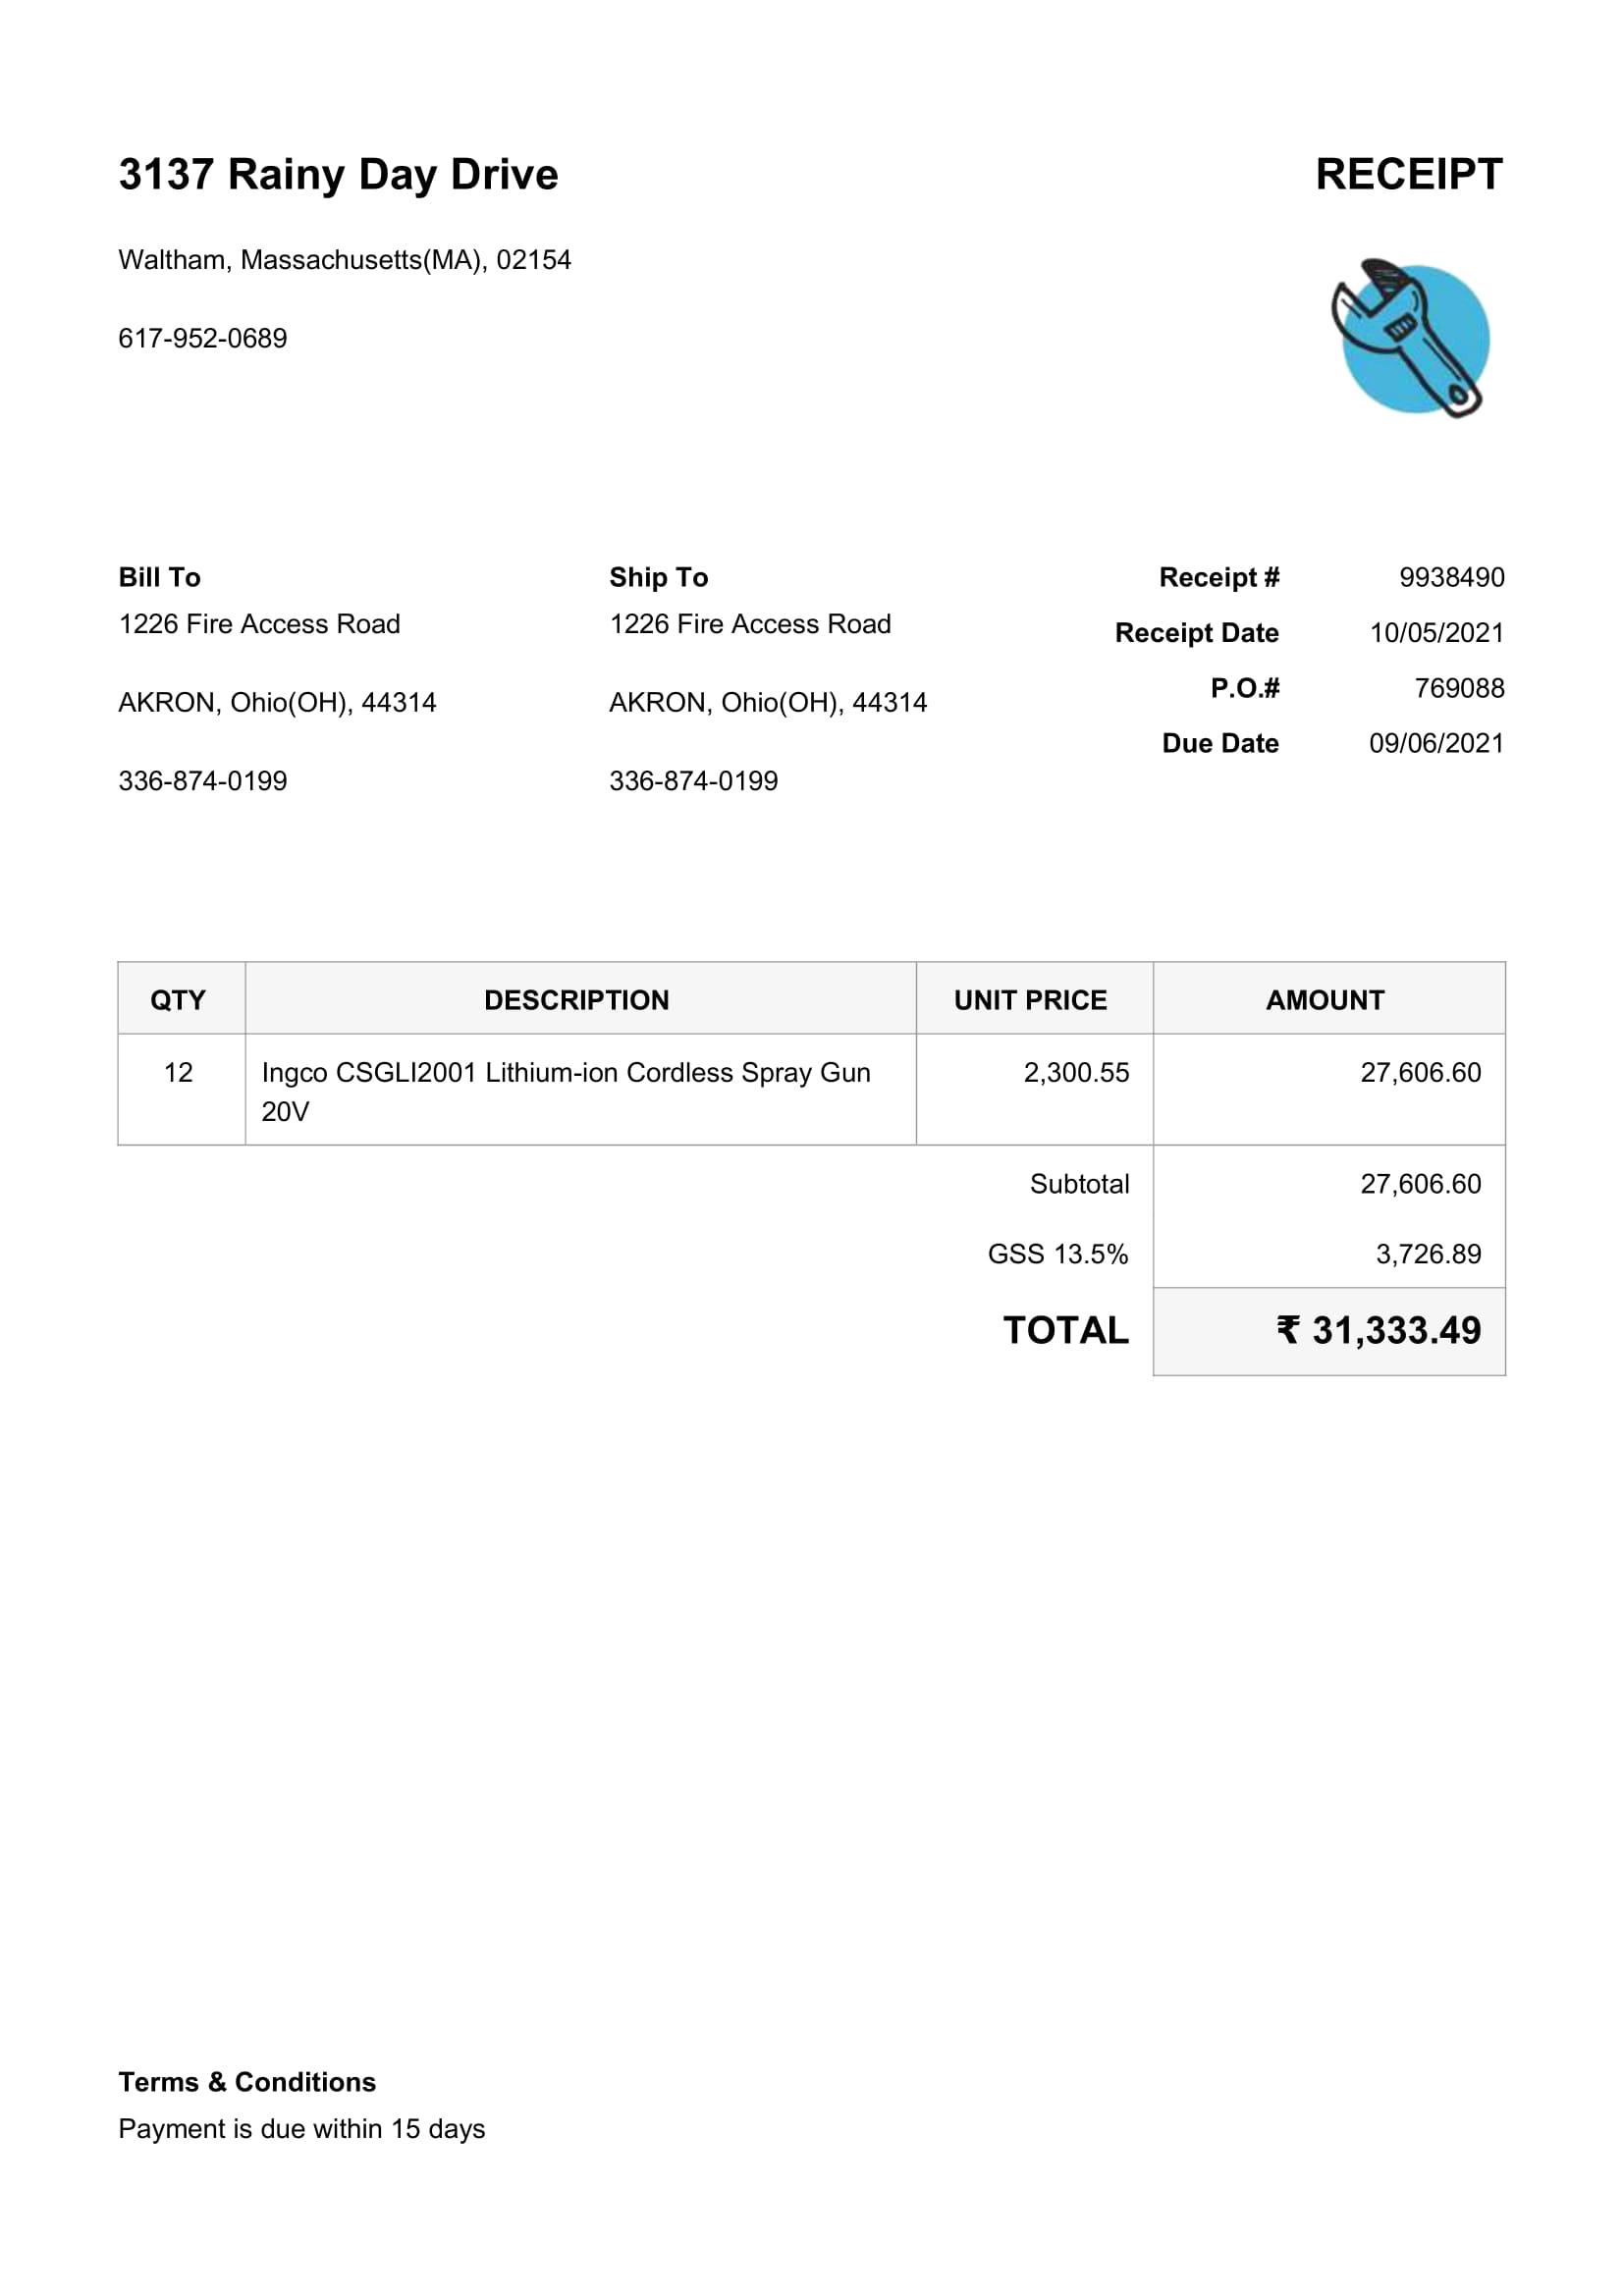 3137 Rainy Day Drive
RECEIPT
Waltham, Massachusetts(MA), 02154
617-952-0689
Bill To
1226 Fire Access Road
AKRON, Ohio(OH), 44314
336-874-0199
Ship To
1226 Fire Access Road
AKRON, Ohio(OH), 44314
336-874-0199
Receipt # 9938490
Receipt Date 10/05/2021
P.O.# 769088
Due Date 09/06/2021
QTY DESCRIPTION UNIT PRICE AMOUNT
12 Ingco CSGLI2001 Lithium-ion Cordless Spray Gun 2,300.55 27,606.60
20V
Subtotal 27,606.60
GSS 13.5% 3,726.89
TOTAL ₹ 31,333.49
Terms & Conditions
Payment is due within 15 days